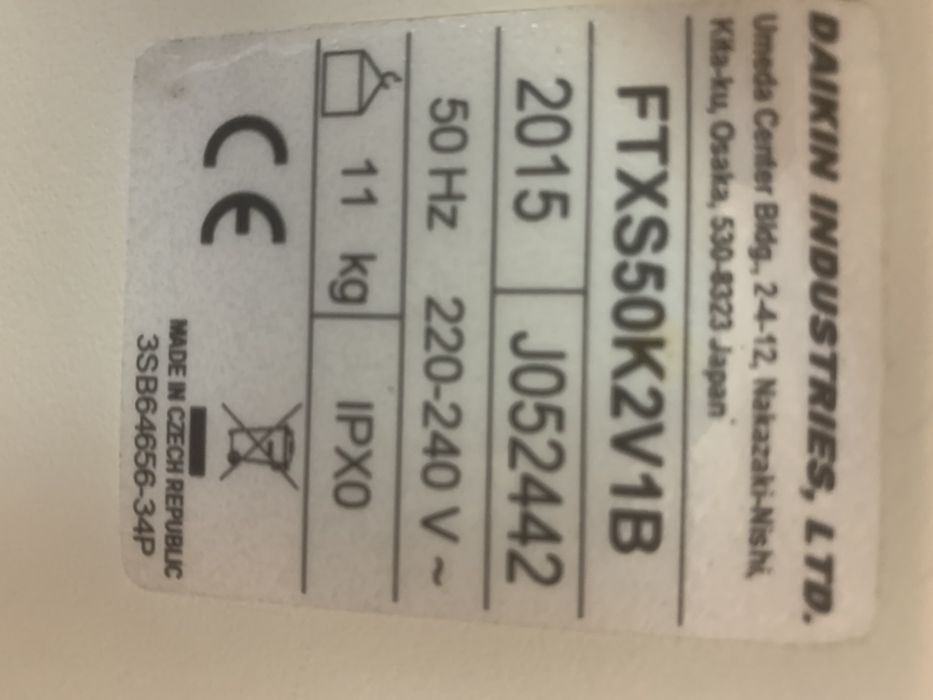 DAIKIN INDUSTRIES, LTD.
Umeda Center Bldg., 2-4-12, Nakazaki-Nishi,
Kita-ku, Osaka, 530-8323 Japan
FTXS50K2V1B
2015 J052442
50 Hz 220-240 V ~
11 kg IPX0
CE
MADE IN CZECH REPUBLIC
3SB64656-34P